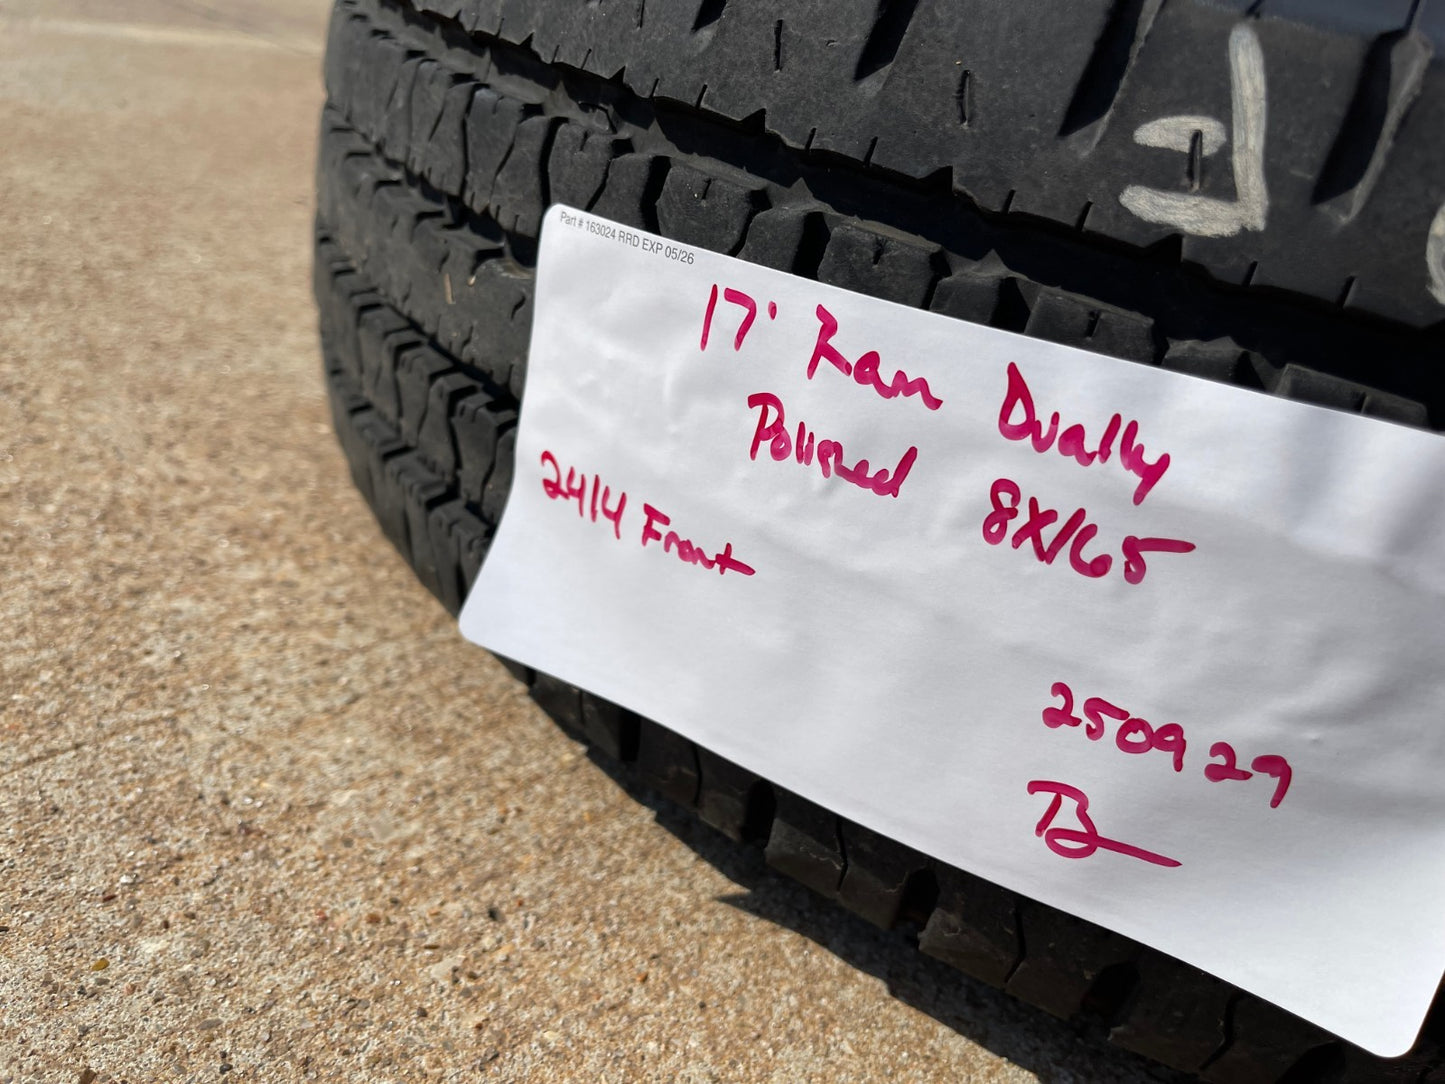 Part # 163024 RRD EXP 05/26
17' Ram Dually
Polished 8X165
2414 Front
250929